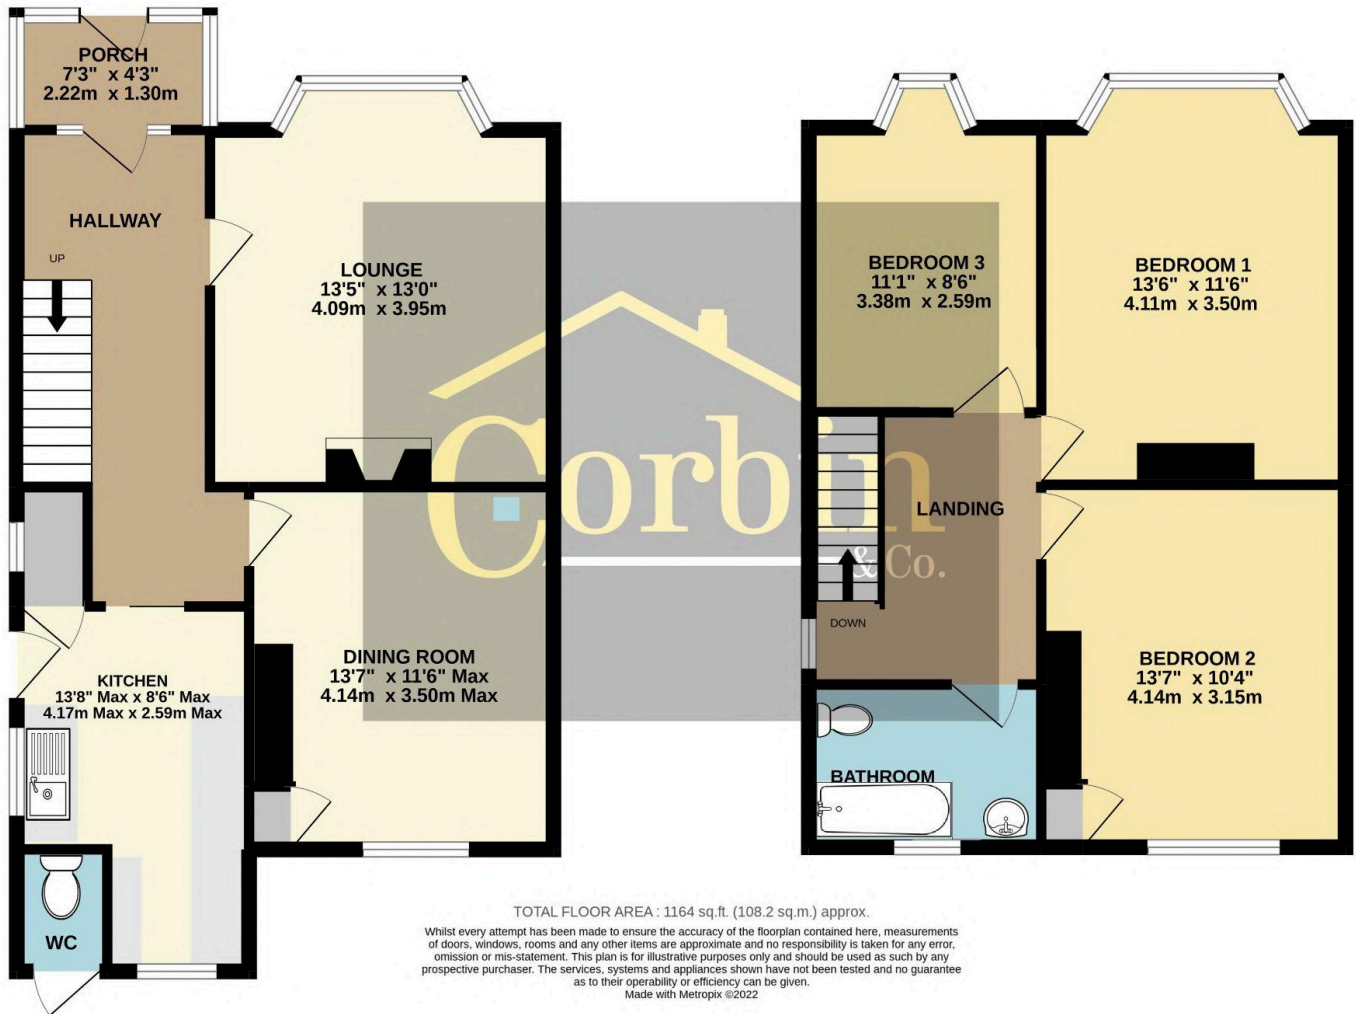 PORCH
7'3" x 4'3"
2.22m x 1.30m
HALLWAY
UP
LOUNGE
13'5" x 13'0"
4.09m x 3.95m
DINING ROOM
13'7" x 11'6" Max
4.14m x 3.50m Max
KITCHEN
13'8" Max x 8'6" Max
4.17m Max x 2.59m Max
WC
BEDROOM 3
11'1" x 8'6"
3.38m x 2.59m
BEDROOM 1
13'6" x 11'6"
4.11m x 3.50m
LANDING
DOWN
BEDROOM 2
13'7" x 10'4"
4.14m x 3.15m
BATHROOM
Corbin
& Co.
TOTAL FLOOR AREA : 1164 sq.ft. (108.2 sq.m.) approx.
Whilst every attempt has been made to ensure the accuracy of the floorplan contained here, measurements
of doors, windows, rooms and any other items are approximate and no responsibility is taken for any error,
omission or mis-statement. This plan is for illustrative purposes only and should be used as such by any
prospective purchaser. The services, systems and appliances shown have not been tested and no guarantee
as to their operability or efficiency can be given.
Made with Metropix ©2022